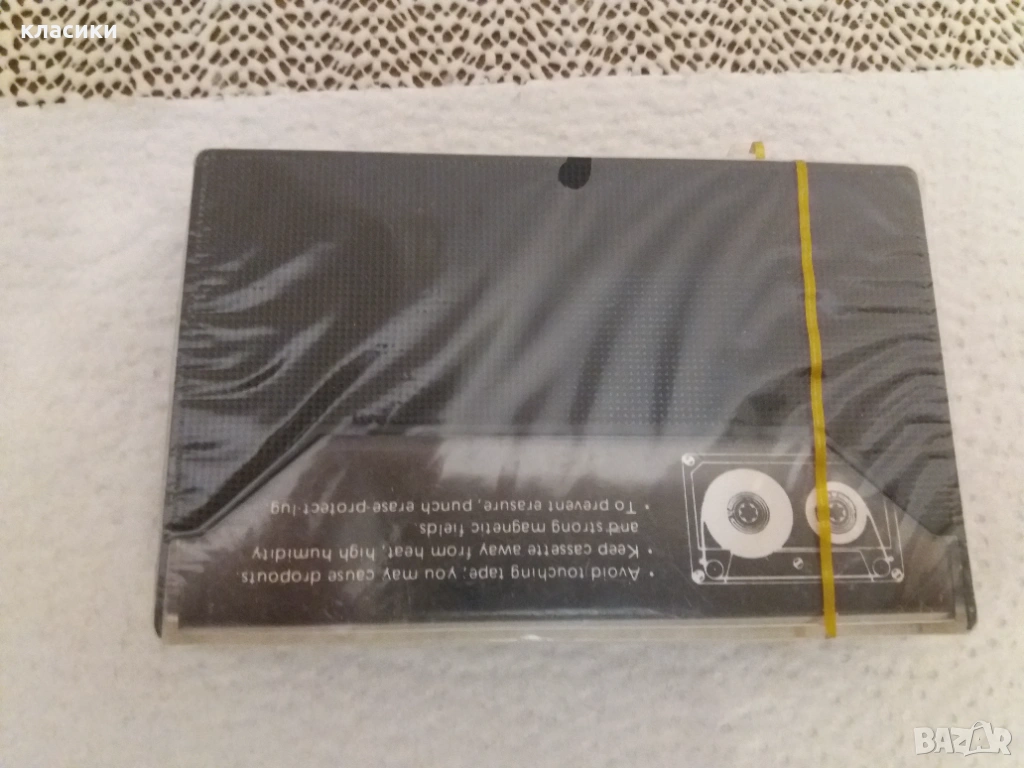 класики
• Avoid touching tape, you may cause dropouts.
• Keep cassette away from heat, high humidity
and strong magnetic fields.
• To prevent erasure, punch erase-protect-lug
BAZAR